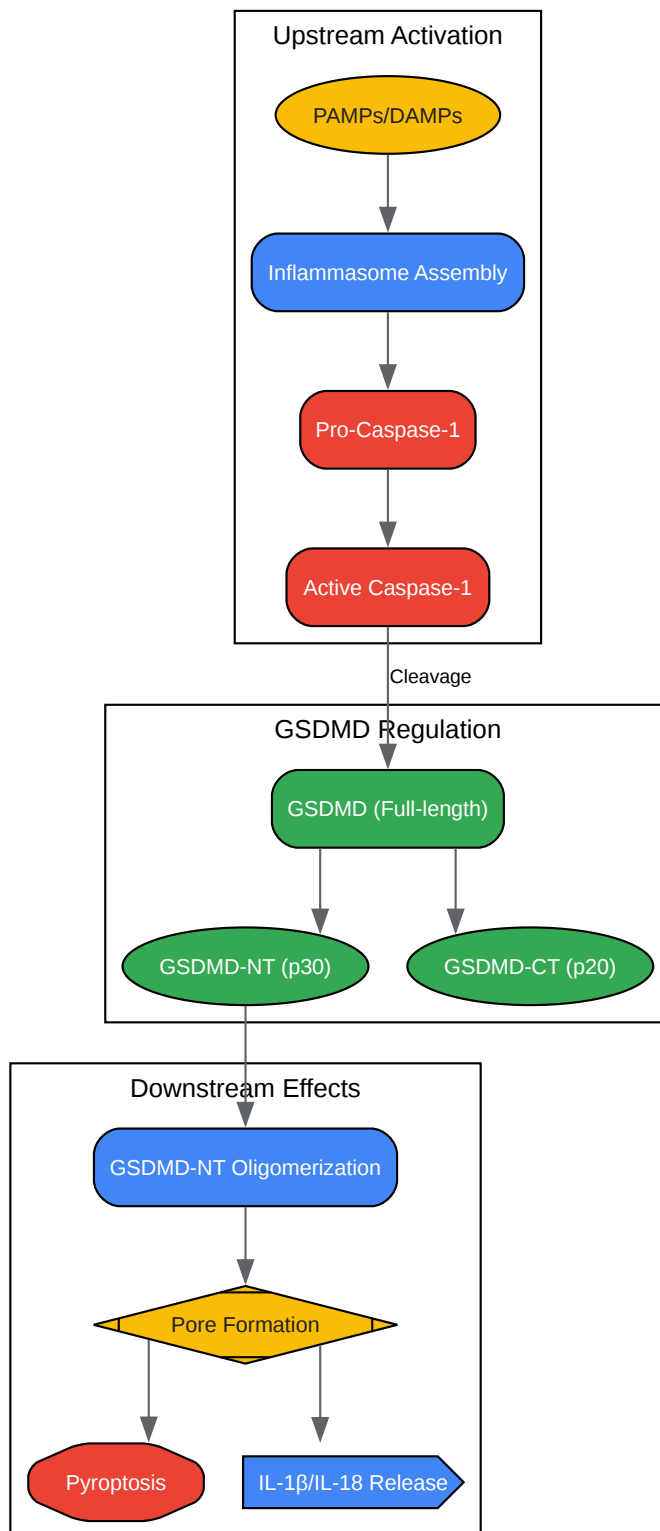 Upstream Activation
PAMPs/DAMPs
Inflammasome Assembly
Pro-Caspase-1
Active Caspase-1
Cleavage
GSDMD Regulation
GSDMD (Full-length)
GSDMD-NT (p30)
GSDMD-CT (p20)
Downstream Effects
GSDMD-NT Oligomerization
Pore Formation
Pyroptosis
IL-1β/IL-18 Release